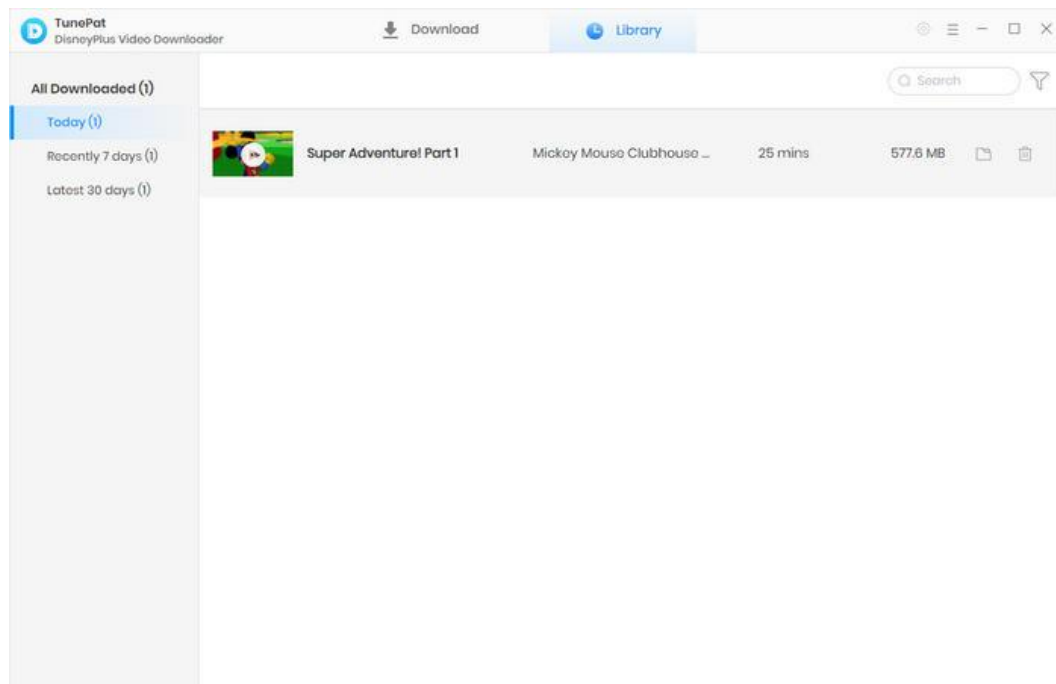 TunePat
DisneyPlus Video Downloader
Download
Library
Search
All Downloaded (1)
Today (1)
Recently 7 days (1)
Latest 30 days (1)
Super Adventure! Part 1
Mickey Mouse Clubhouse ...
25 mins
577.6 MB